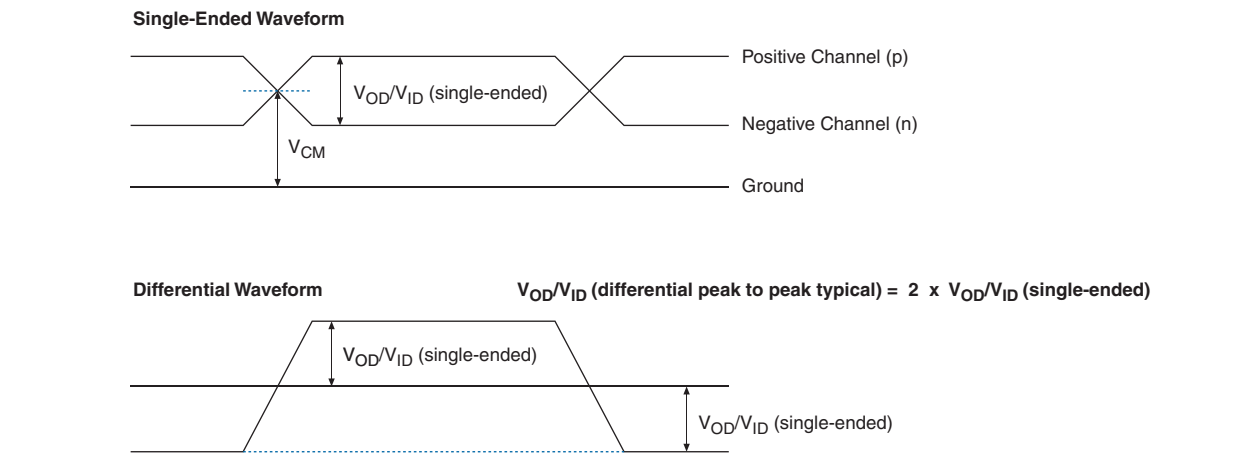 Single-Ended Waveform
Positive Channel (p)
VOD/VID (single-ended)
Negative Channel (n)
VCM
Ground
Differential Waveform
VOD/VID (differential peak to peak typical) = 2 x VOD/VID (single-ended)
VOD/VID (single-ended)
VOD/VID (single-ended)